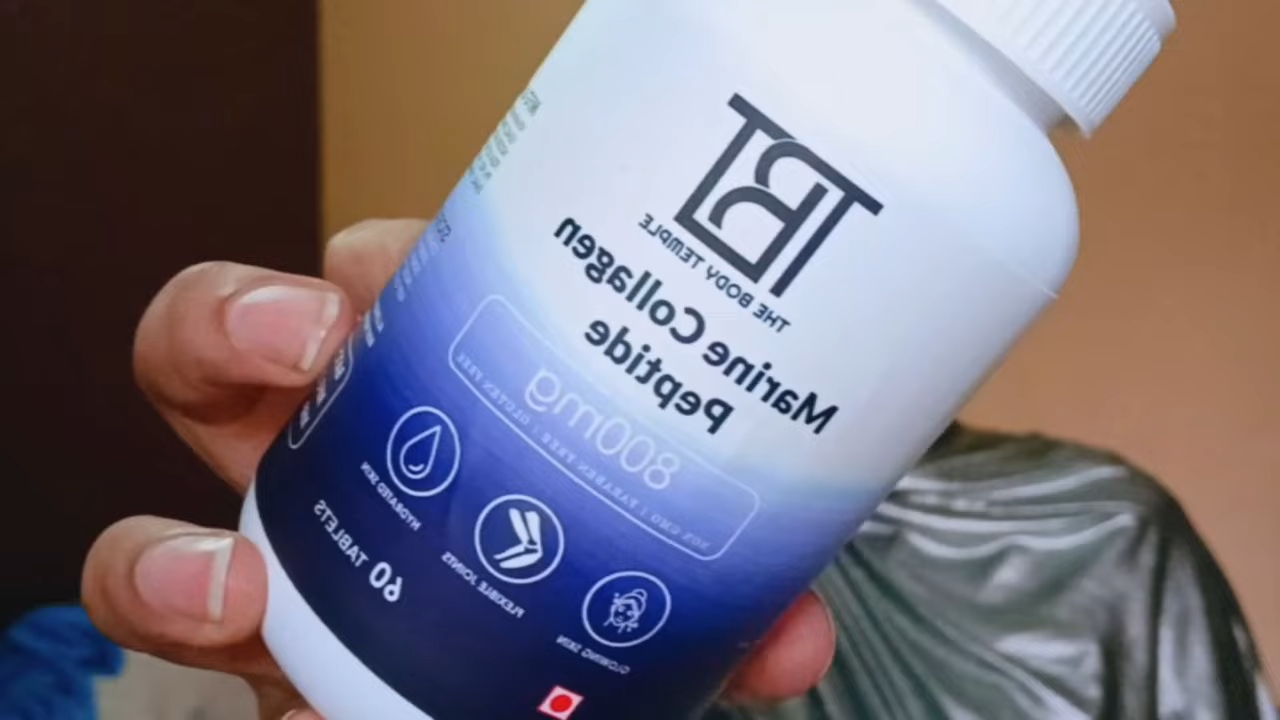 TBT
THE BODY TEMPLE
Marine Collagen
Peptide
800mg
NON GMO | PARABEN FREE | GLUTEN FREE
GLOWING SKIN
FLEXIBLE JOINTS
HYDRATED SKIN
60 TABLETS